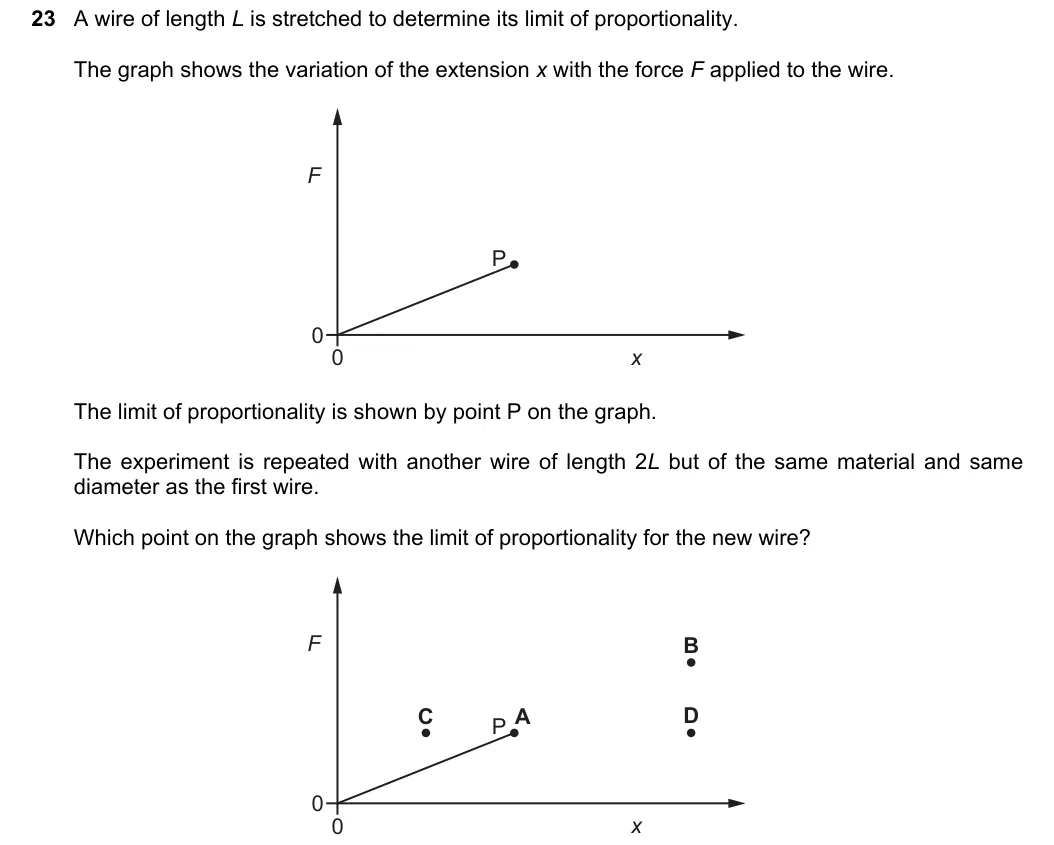 23 A wire of length L is stretched to determine its limit of proportionality.
The graph shows the variation of the extension x with the force F applied to the wire.
F
P
0
0
x
The limit of proportionality is shown by point P on the graph.
The experiment is repeated with another wire of length 2L but of the same material and same
diameter as the first wire.
Which point on the graph shows the limit of proportionality for the new wire?
F
B
C
P
A
D
0
0
x